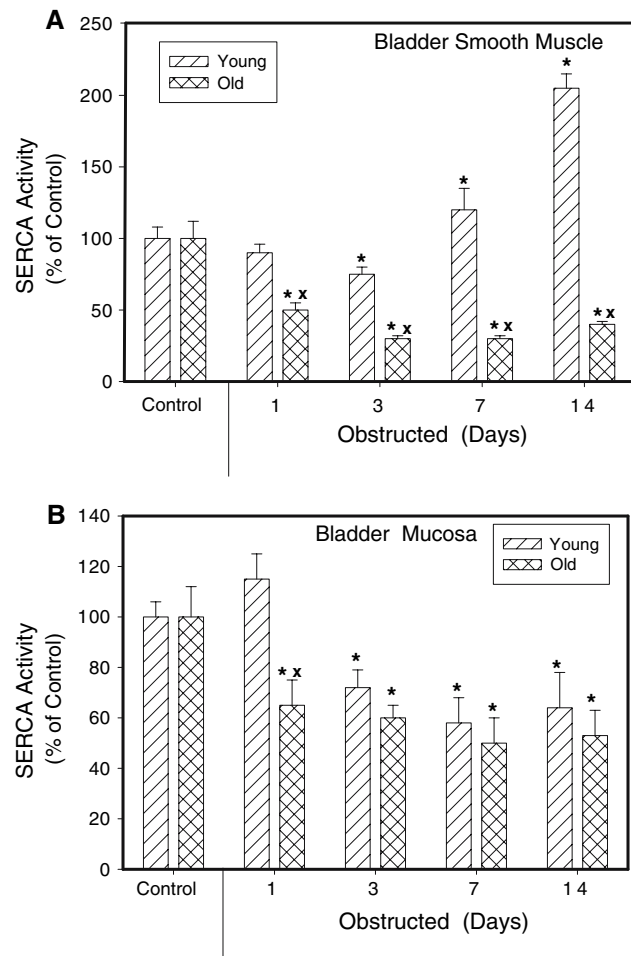 A
Bladder Smooth Muscle
Young
Old
SERCA Activity
(% of Control)
250
200
150
100
50
0
* x
*
* x
*
* x
*
* x
Control
1
3
7
14
Obstructed (Days)
B
Bladder Mucosa
Young
Old
SERCA Activity
(% of Control)
140
120
100
80
60
40
20
0
* x
*
*
*
*
*
*
Control
1
3
7
14
Obstructed (Days)